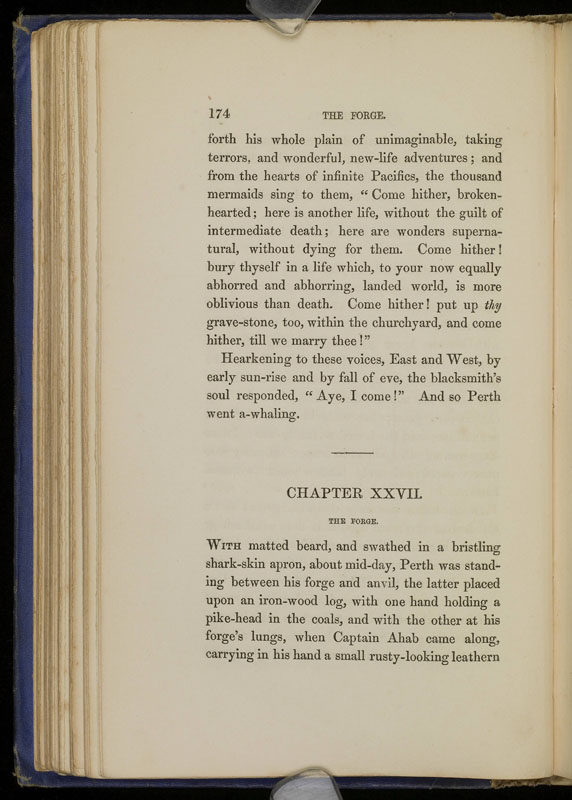 174 THE FORGE.
forth his whole plain of unimaginable, taking
terrors, and wonderful, new-life adventures; and
from the hearts of infinite Pacifics, the thousand
mermaids sing to them, “Come hither, broken-
hearted; here is another life, without the guilt of
intermediate death; here are wonders superna-
tural, without dying for them. Come hither!
bury thyself in a life which, to your now equally
abhorred and abhorring, landed world, is more
oblivious than death. Come hither! put up thy
grave-stone, too, within the churchyard, and come
hither, till we marry thee!”
Hearkening to these voices, East and West, by
early sun-rise and by fall of eve, the blacksmith's
soul responded, “Aye, I come!” And so Perth
went a-whaling.
CHAPTER XXVII.
THE FORGE.
WITH matted beard, and swathed in a bristling
shark-skin apron, about mid-day, Perth was stand-
ing between his forge and anvil, the latter placed
upon an iron-wood log, with one hand holding a
pike-head in the coals, and with the other at his
forge's lungs, when Captain Ahab came along,
carrying in his hand a small rusty-looking leathern